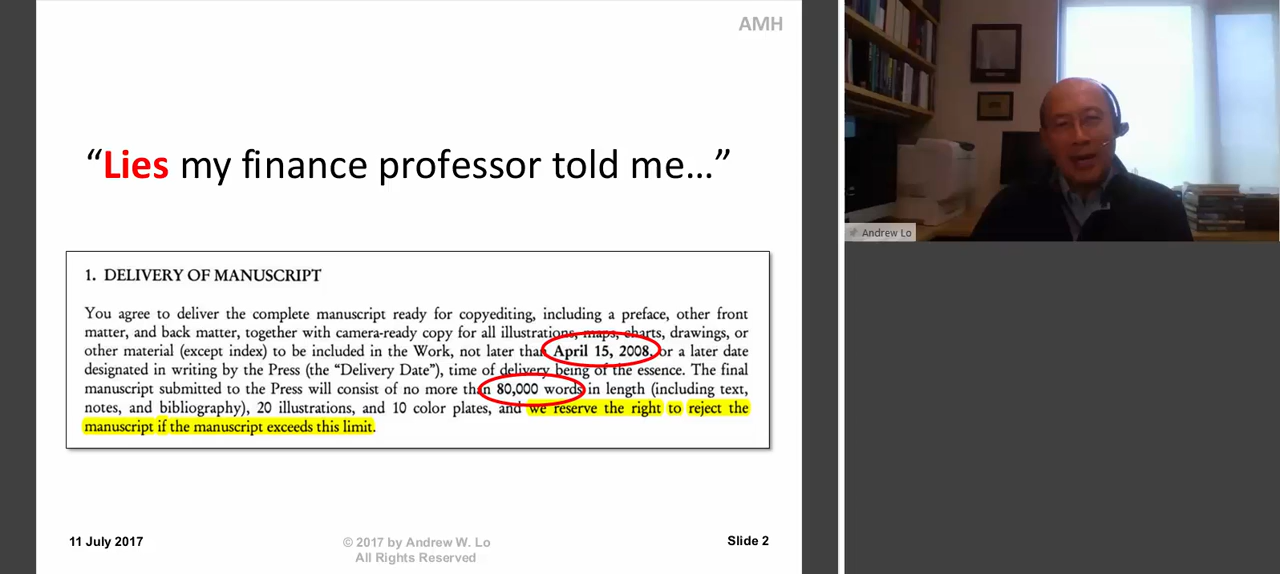 AMH
“Lies my finance professor told me…”
1. DELIVERY OF MANUSCRIPT
You agree to deliver the complete manuscript ready for copyediting, including a preface, other front
matter, and back matter, together with camera-ready copy for all illustrations, maps, charts, drawings, or
other material (except index) to be included in the Work, not later than April 15, 2008, or a later date
designated in writing by the Press (the “Delivery Date”), time of delivery being of the essence. The final
manuscript submitted to the Press will consist of no more than 80,000 words in length (including text,
notes, and bibliography), 20 illustrations, and 10 color plates, and we reserve the right to reject the
manuscript if the manuscript exceeds this limit.
11 July 2017
© 2017 by Andrew W. Lo
All Rights Reserved
Slide 2
Andrew Lo